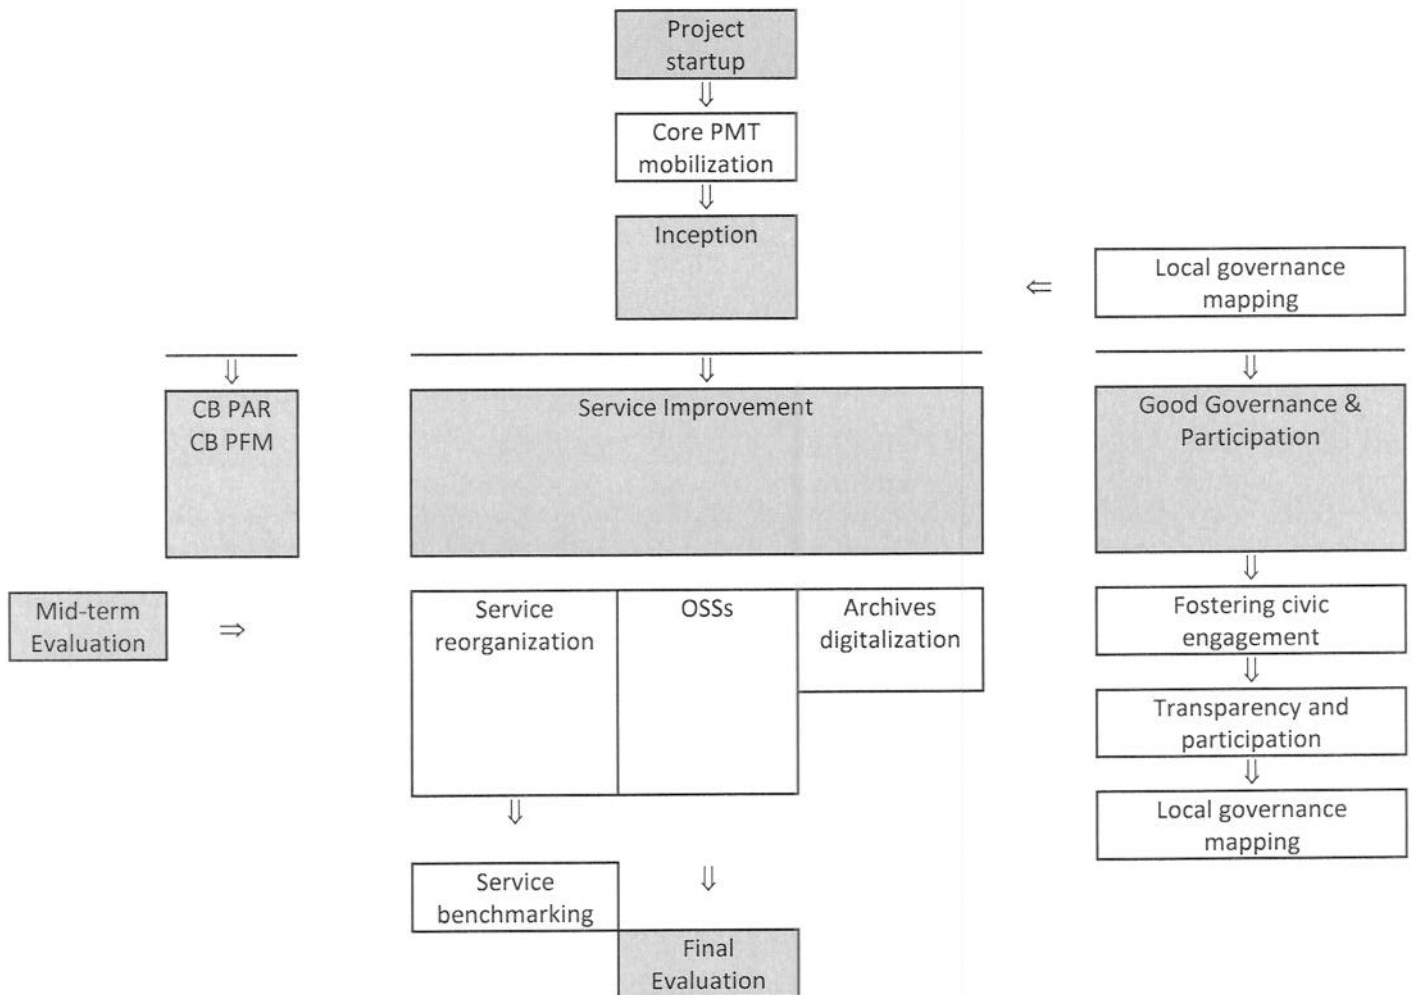 Project
startup
Core PMT
mobilization
Inception
Local governance
mapping
CB PAR
CB PFM
Service Improvement
Good Governance &
Participation
Mid-term
Evaluation
Service
reorganization
OSSs
Archives
digitalization
Fostering civic
engagement
Transparency and
participation
Local governance
mapping
Service
benchmarking
Final
Evaluation